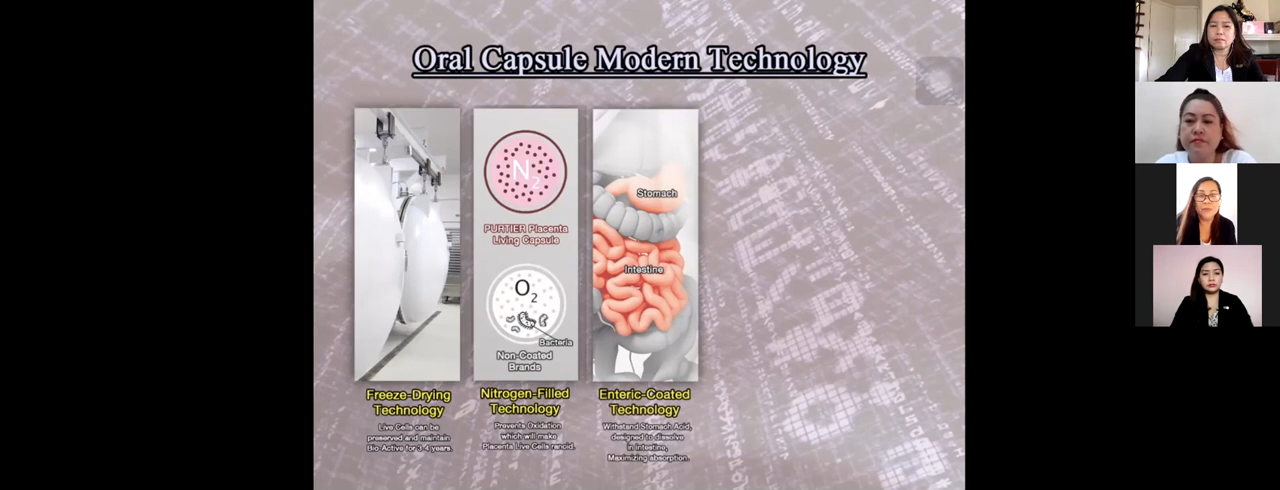 Oral Capsule Modern Technology
N2
PURTIER Placenta
Living Capsule
O2
Bacteria
Non-Coated
Brands
Stomach
Intestine
Freeze-Drying
Technology
Live Cells can be
preserved and maintain
Bio-Active for 3-4 years.
Nitrogen-Filled
Technology
Prevents Oxidation
which will make
Placenta Live Cells rancid.
Enteric-Coated
Technology
Withstand Stomach Acid,
designed to dissolve
in Intestine,
Maximizing absorption.